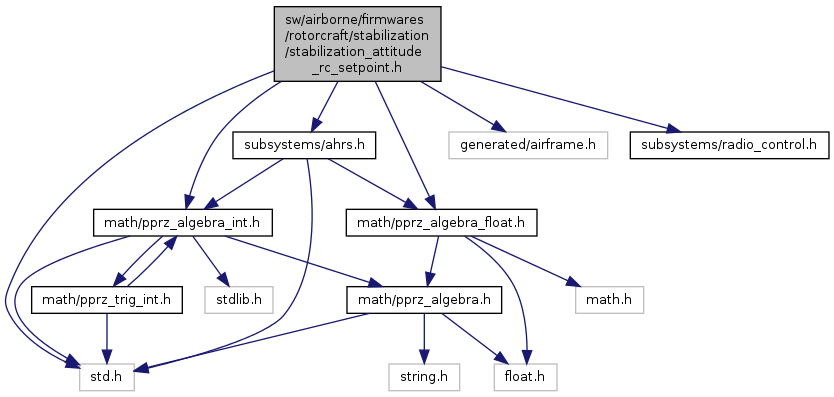 sw/airborne/firmwares
/rotorcraft/stabilization
/stabilization_attitude
_rc_setpoint.h
subsystems/ahrs.h
generated/airframe.h
subsystems/radio_control.h
math/pprz_algebra_int.h
math/pprz_algebra_float.h
math/pprz_trig_int.h
stdlib.h
math/pprz_algebra.h
math.h
std.h
string.h
float.h